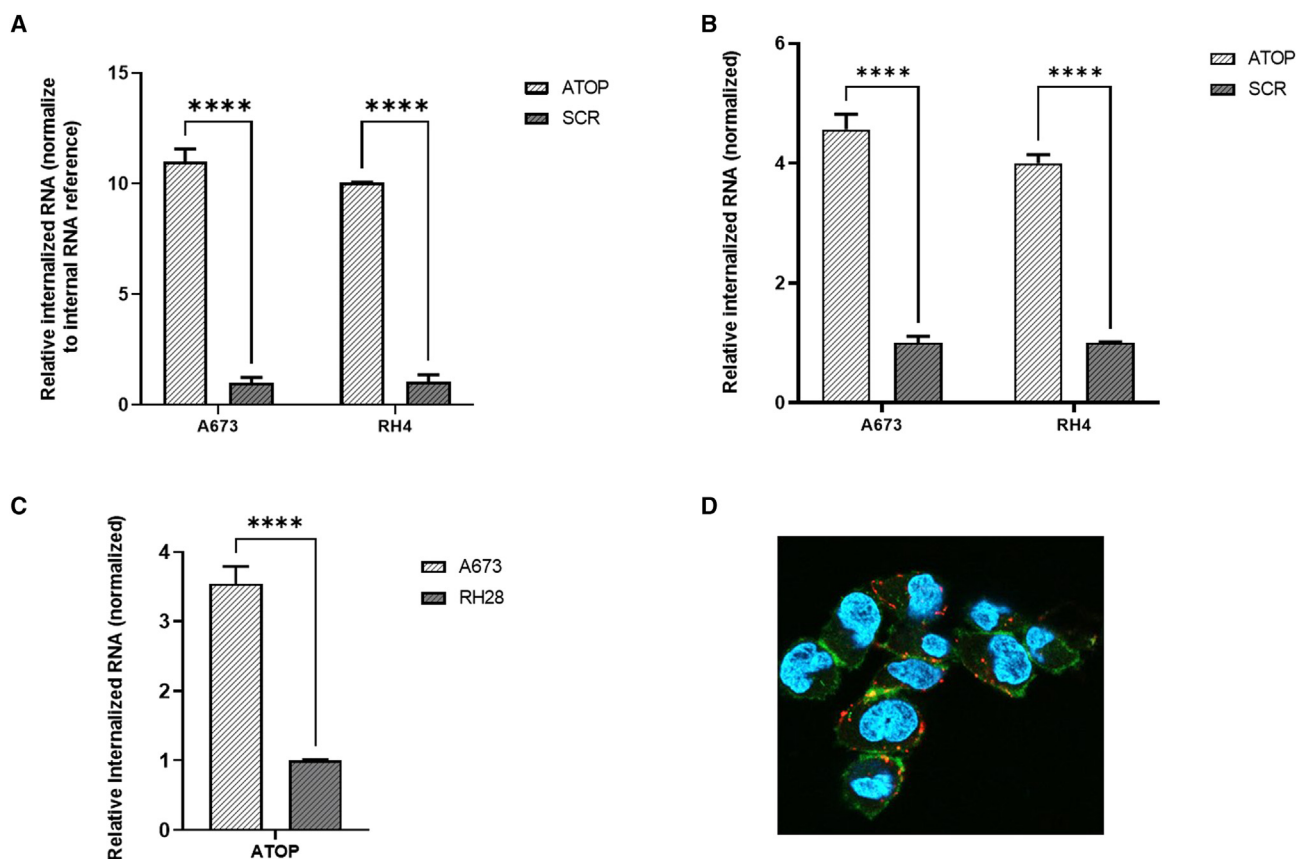 A
Relative internalized RNA (normalize
to internal RNA reference)
15
10
5
0
****
****
A673
RH4
ATOP
SCR
B
Relative internalized RNA (normalized)
6
4
2
0
****
****
A673
RH4
ATOP
SCR
C
Relative Internalized RNA (normalized)
4
3
2
1
0
****
ATOP
A673
RH28
D